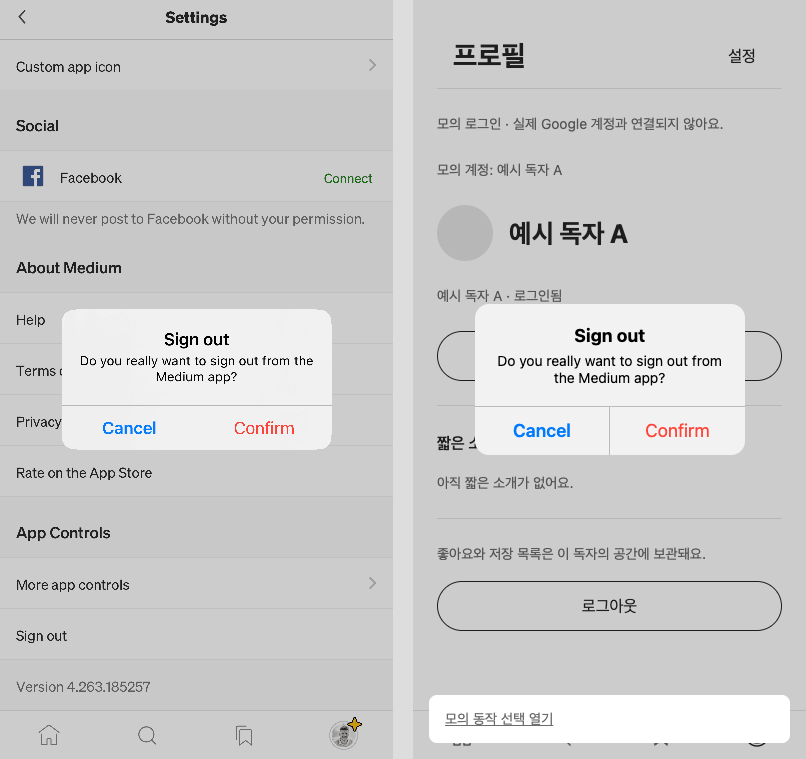 Settings
Custom app icon
Social
Facebook
Connect
We will never post to Facebook without your permission.
About Medium
Help
Terms
Privacy
Rate on the App Store
App Controls
More app controls
Sign out
Version 4.263.185257
Sign out
Do you really want to sign out from the
Medium app?
Cancel
Confirm
프로필
설정
모의 로그인 · 실제 Google 계정과 연결되지 않아요.
모의 계정: 예시 독자 A
예시 독자 A
예시 독자 A · 로그인됨
짧은
아직 짧은 소개가 없어요.
좋아요와 저장 목록은 이 독자의 공간에 보관돼요.
로그아웃
Sign out
Do you really want to sign out from
the Medium app?
Cancel
Confirm
모의 동작 선택 열기